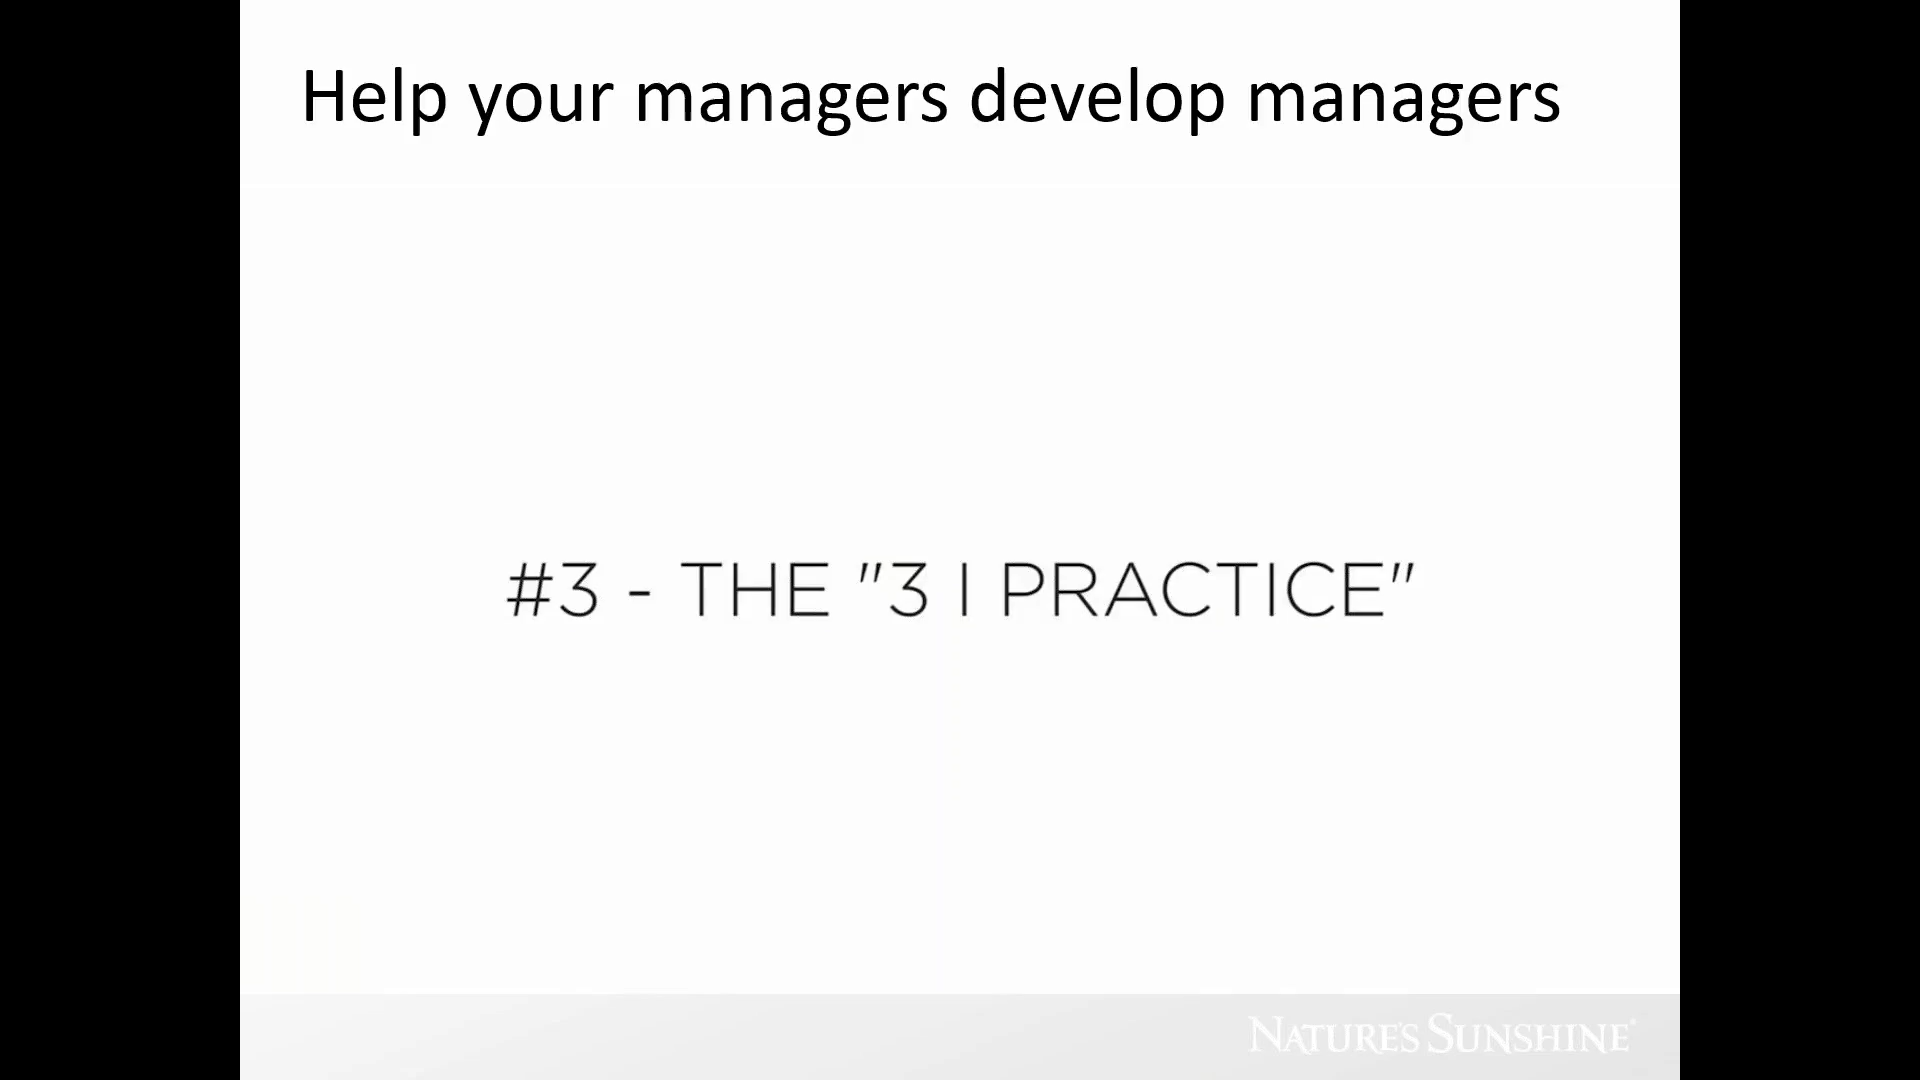 Help your managers develop managers
#3 - THE "3 I PRACTICE"
NATURE'S SUNSHINE®